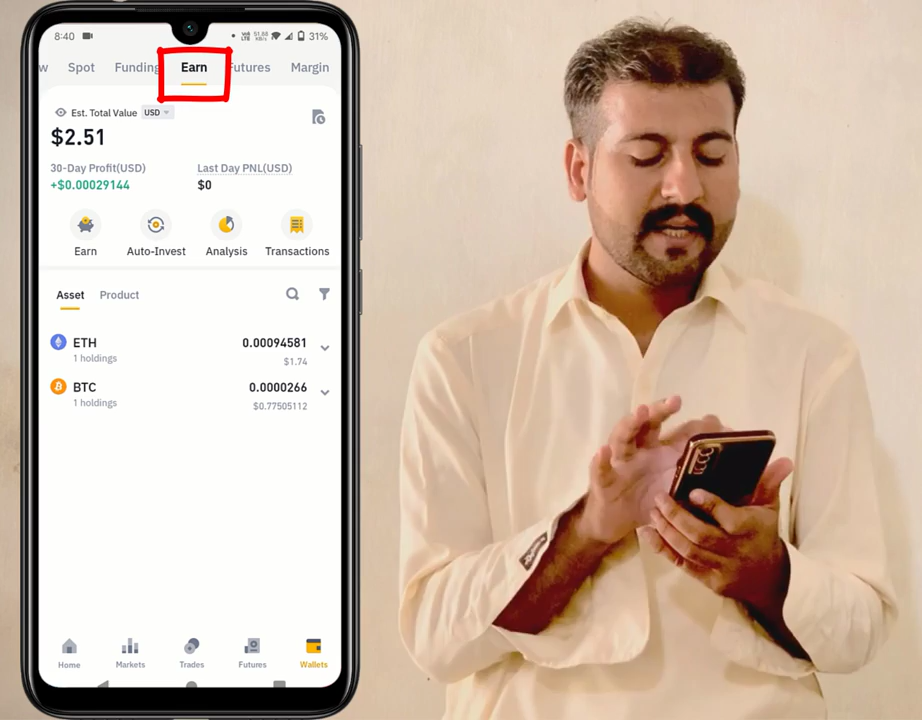 8:40 31%
w Spot Funding Earn Futures Margin
Est. Total Value USD
$2.51
30-Day Profit(USD) Last Day PNL(USD)
+$0.00029144 $0
Earn Auto-Invest Analysis Transactions
Asset Product
ETH 0.00094581
1 holdings $1.74
BTC 0.0000266
1 holdings $0.77505112
Home Markets Trades Futures Wallets